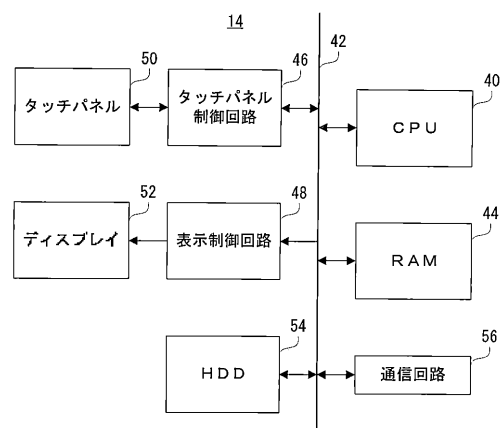 14
50
46
42
40
タッチパネル
タッチパネル
制御回路
ＣＰＵ
52
48
44
ディスプレイ
表示制御回路
ＲＡＭ
54
56
ＨＤＤ
通信回路